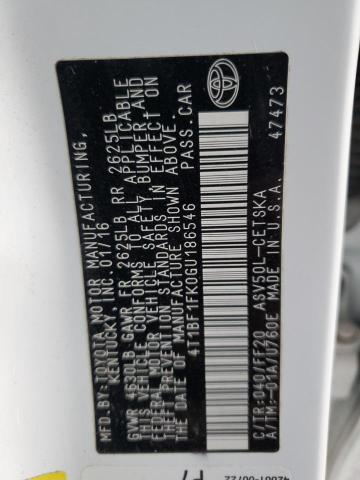 MFD.BY:TOYOTA MOTOR MANUFACTURING,
KENTUCKY, INC. 01/16
GVWR 4630LB GAWR FR 2625LB RR 2625LB
THIS VEHICLE CONFORMS TO ALL APPLICABLE
FEDERAL MOTOR VEHICLE SAFETY, BUMPER AND
THEFT PREVENTION STANDARDS IN EFFECT ON
THE DATE OF MANUFACTURE SHOWN ABOVE.
4T1BF1FK0GU186546 PASS. CAR
C/TR:040/FF20 ASV50L-CETSKA
A/TM:-01A/U760E MADE IN U.S.A.
47473